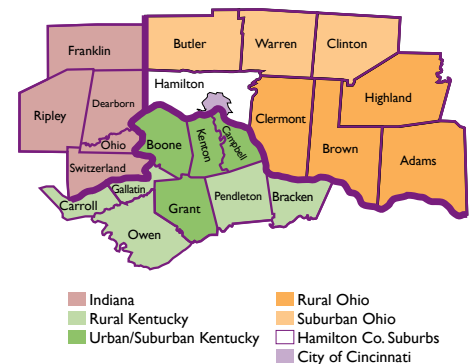 Franklin
Butler
Warren
Clinton
Hamilton
Ripley
Dearborn
Highland
Clermont
Ohio
Boone
Kenton
Campbell
Brown
Adams
Switzerland
Gallatin
Carroll
Grant
Pendleton
Bracken
Owen
Indiana
Rural Kentucky
Urban/Suburban Kentucky
Rural Ohio
Suburban Ohio
Hamilton Co. Suburbs
City of Cincinnati